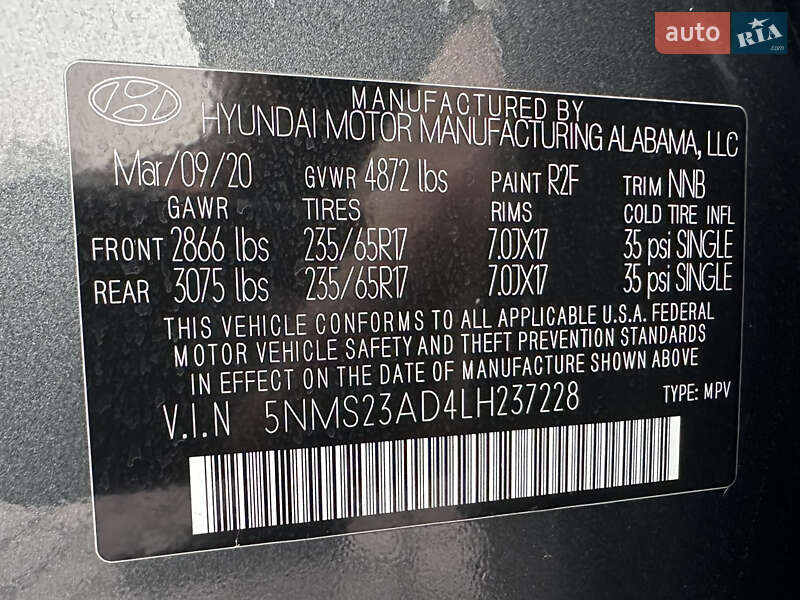 auto RIA.com
MANUFACTURED BY
HYUNDAI MOTOR MANUFACTURING ALABAMA, LLC
Mar/09/20 GVWR 4872 lbs PAINT R2F TRIM NNB
GAWR TIRES RIMS COLD TIRE INFL
FRONT 2866 lbs 235/65R17 7.0JX17 35 psi SINGLE
REAR 3075 lbs 235/65R17 7.0JX17 35 psi SINGLE
THIS VEHICLE CONFORMS TO ALL APPLICABLE U.S.A. FEDERAL
MOTOR VEHICLE SAFETY AND THEFT PREVENTION STANDARDS
IN EFFECT ON THE DATE OF MANUFACTURE SHOWN ABOVE
V.I.N 5NMS23AD4LH237228 TYPE: MPV